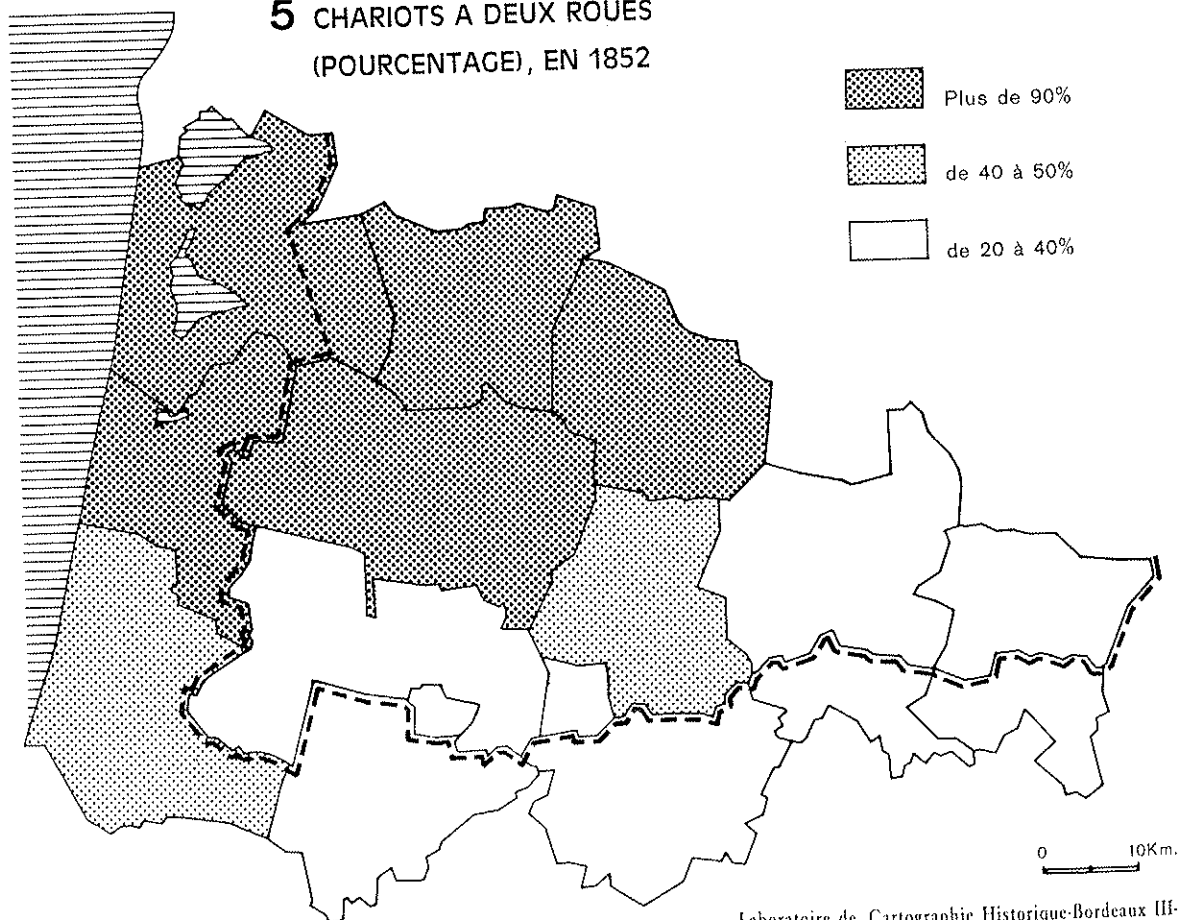 5 CHARIOTS A DEUX ROUES
(POURCENTAGE), EN 1852
Plus de 90%
de 40 à 50%
de 20 à 40%
0 10Km.
Laboratoire de Cartographie Historique-Bordeaux III-